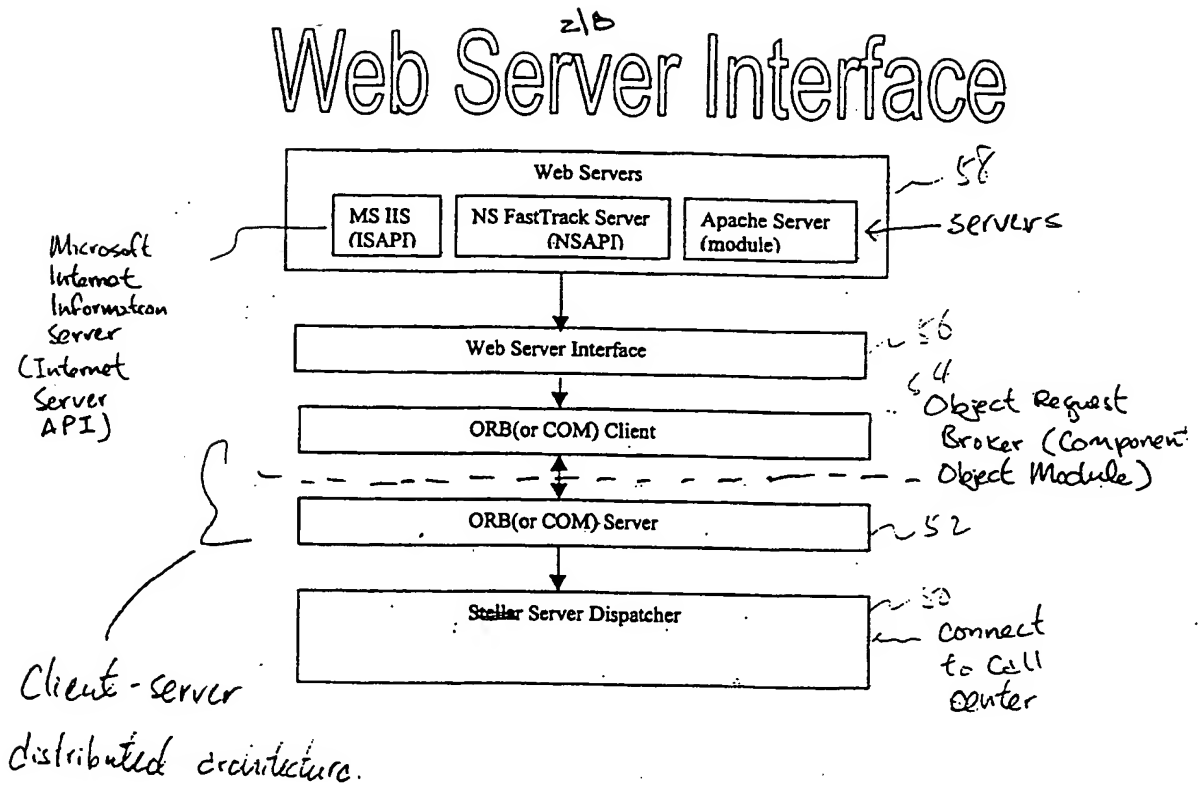 2/8
Web Server Interface
Web Servers
58
MS IIS
(ISAPI)
NS FastTrack Server
(NSAPI)
Apache Server
(module)
servers
Microsoft
Internet
Information
Server
(Internet
Server
API)
Web Server Interface
56
ORB(or COM) Client
54
Object Request
Broker (Component
Object Module)
ORB(or COM) Server
52
Stellar Server Dispatcher
50
Connect
to Call
Center
Client-server
distributed architecture.